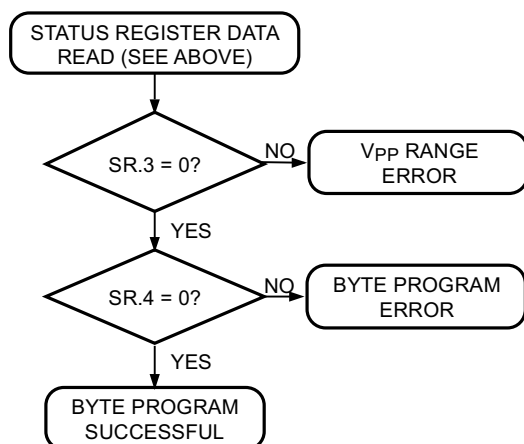 STATUS REGISTER DATA
READ (SEE ABOVE)
SR.3 = 0?
NO
VPP RANGE
ERROR
YES
SR.4 = 0?
NO
BYTE PROGRAM
ERROR
YES
BYTE PROGRAM
SUCCESSFUL